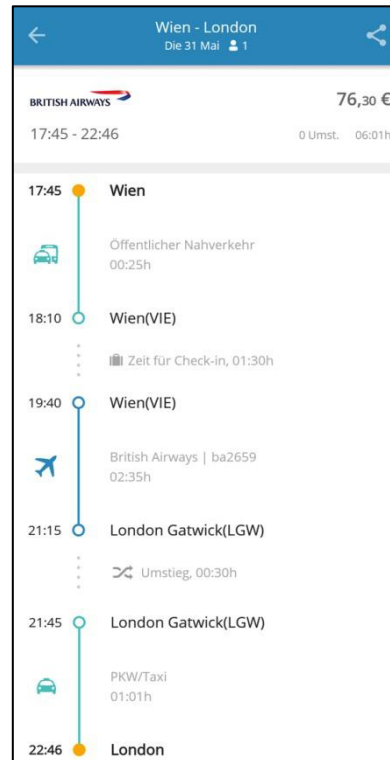 Wien - London
Die 31 Mai 1
BRITISH AIRWAYS 76,30 €
17:45 - 22:46 0 Umst. 06:01h
17:45 Wien
Öffentlicher Nahverkehr
00:25h
18:10 Wien(VIE)
Zeit für Check-in, 01:30h
19:40 Wien(VIE)
British Airways | ba2659
02:35h
21:15 London Gatwick(LGW)
Umstieg, 00:30h
21:45 London Gatwick(LGW)
PKW/Taxi
01:01h
22:46 London